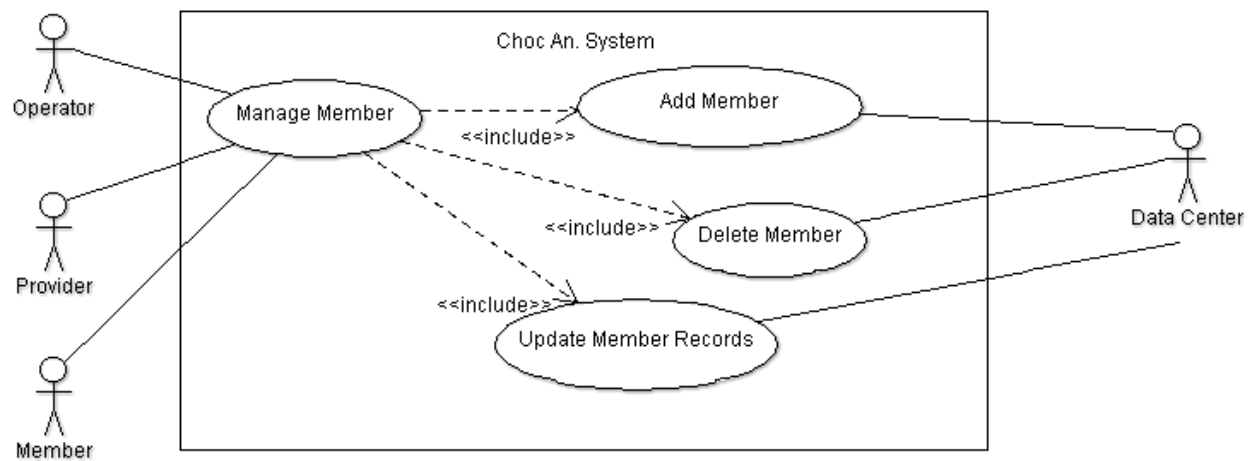 Choc An. System
Operator
Manage Member
Add Member
<<include>>
Provider
Delete Member
Data Center
<<include>>
<<include>>
Update Member Records
Member